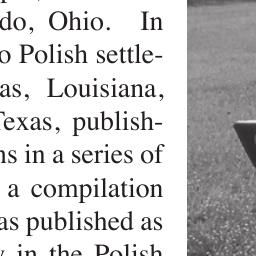 do, Ohio. In
o Polish settle-
as, Louisiana,
Texas, publish-
ns in a series of
a compilation
as published as
in the Polish